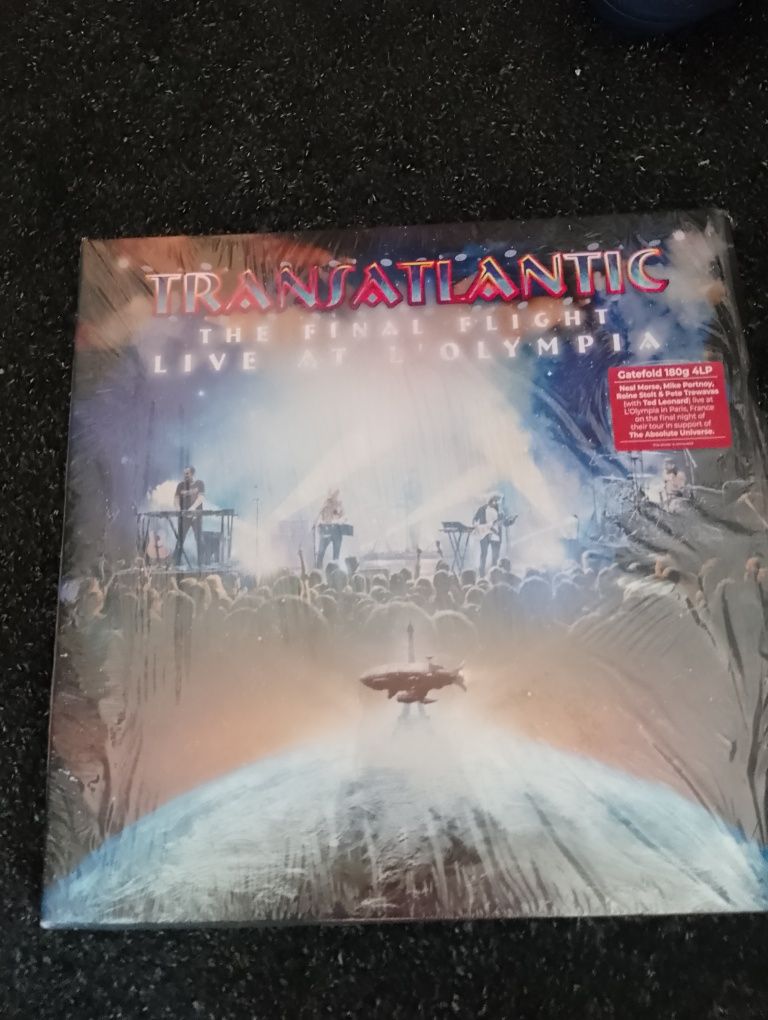 TRANSATLANTIC
THE FINAL FLIGHT
LIVE AT L'OLYMPIA
Gatefold 180g 4LP
Neal Morse, Mike Portnoy,
Roine Stolt & Pete Trewavas
(with Ted Leonard) live at
L'Olympia in Paris, France
on the final night of
their tour in support of
The Absolute Universe.